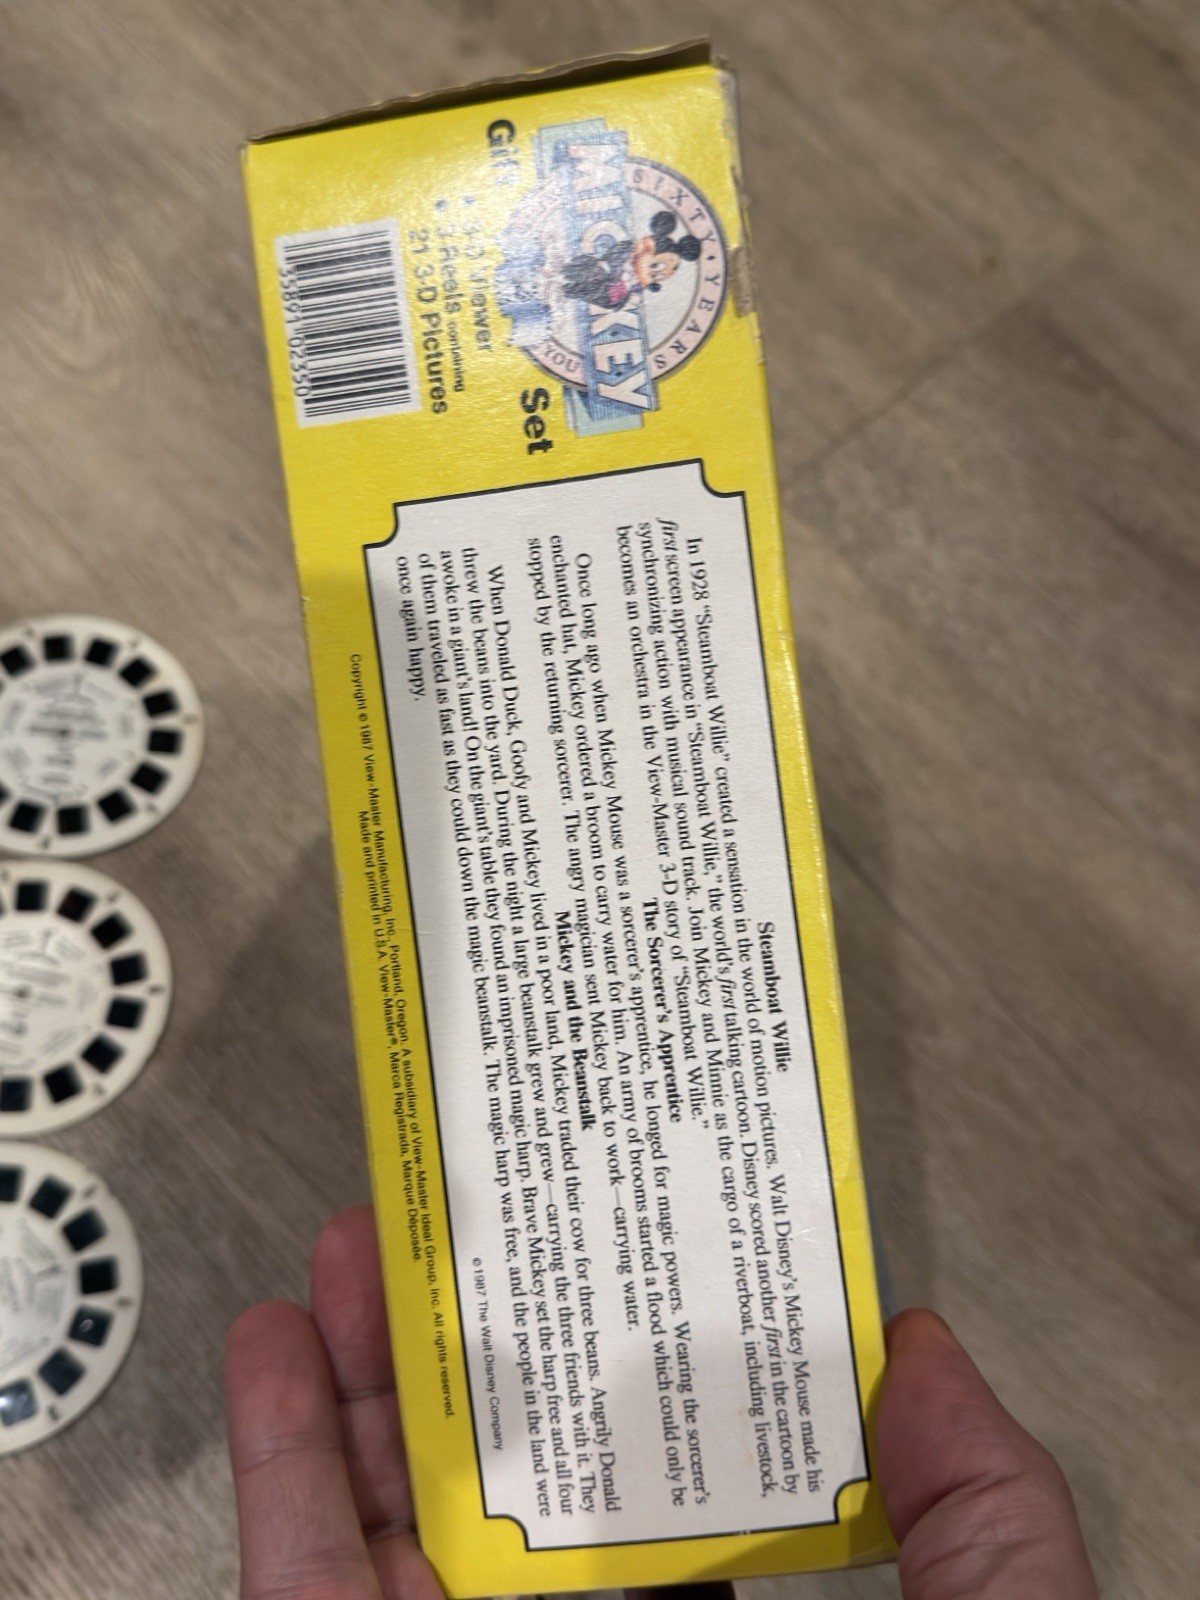 SIXTY • YEARS
MICKEY
YOU
Gift Set
• 3-D Viewer
• 3 Reels containing
21 3-D Pictures
35891 02350
Steamboat Willie
In 1928 “Steamboat Willie” created a sensation in the world of motion pictures. Walt Disney's Mickey Mouse made his
first screen appearance in “Steamboat Willie,” the world's first talking cartoon. Disney scored another first in the cartoon by
synchronizing action with musical sound track. Join Mickey and Minnie as the cargo of a riverboat, including livestock,
becomes an orchestra in the View-Master 3-D story of “Steamboat Willie.”
The Sorcerer's Apprentice
Once long ago when Mickey Mouse was a sorcerer's apprentice, he longed for magic powers. Wearing the sorcerer's
enchanted hat, Mickey ordered a broom to carry water for him. An army of brooms started a flood which could only be
stopped by the returning sorcerer. The angry magician sent Mickey back to work—carrying water.
Mickey and the Beanstalk
When Donald Duck, Goofy and Mickey lived in a poor land, Mickey traded their cow for three beans. Angrily Donald
threw the beans into the yard. During the night a large beanstalk grew and grew—carrying the three friends with it. They
awoke in a giant's land! On the giant's table they found an imprisoned magic harp. Brave Mickey set the harp free and all four
of them traveled as fast as they could down the magic beanstalk. The magic harp was free, and the people in the land were
once again happy.
© 1987 The Walt Disney Company
Copyright © 1987 View-Master Manufacturing, Inc., Portland, Oregon. A subsidiary of View-Master Ideal Group, Inc. All rights reserved.
Made and printed in U.S.A. View-Master®, Marca Registrada, Marque Déposée.